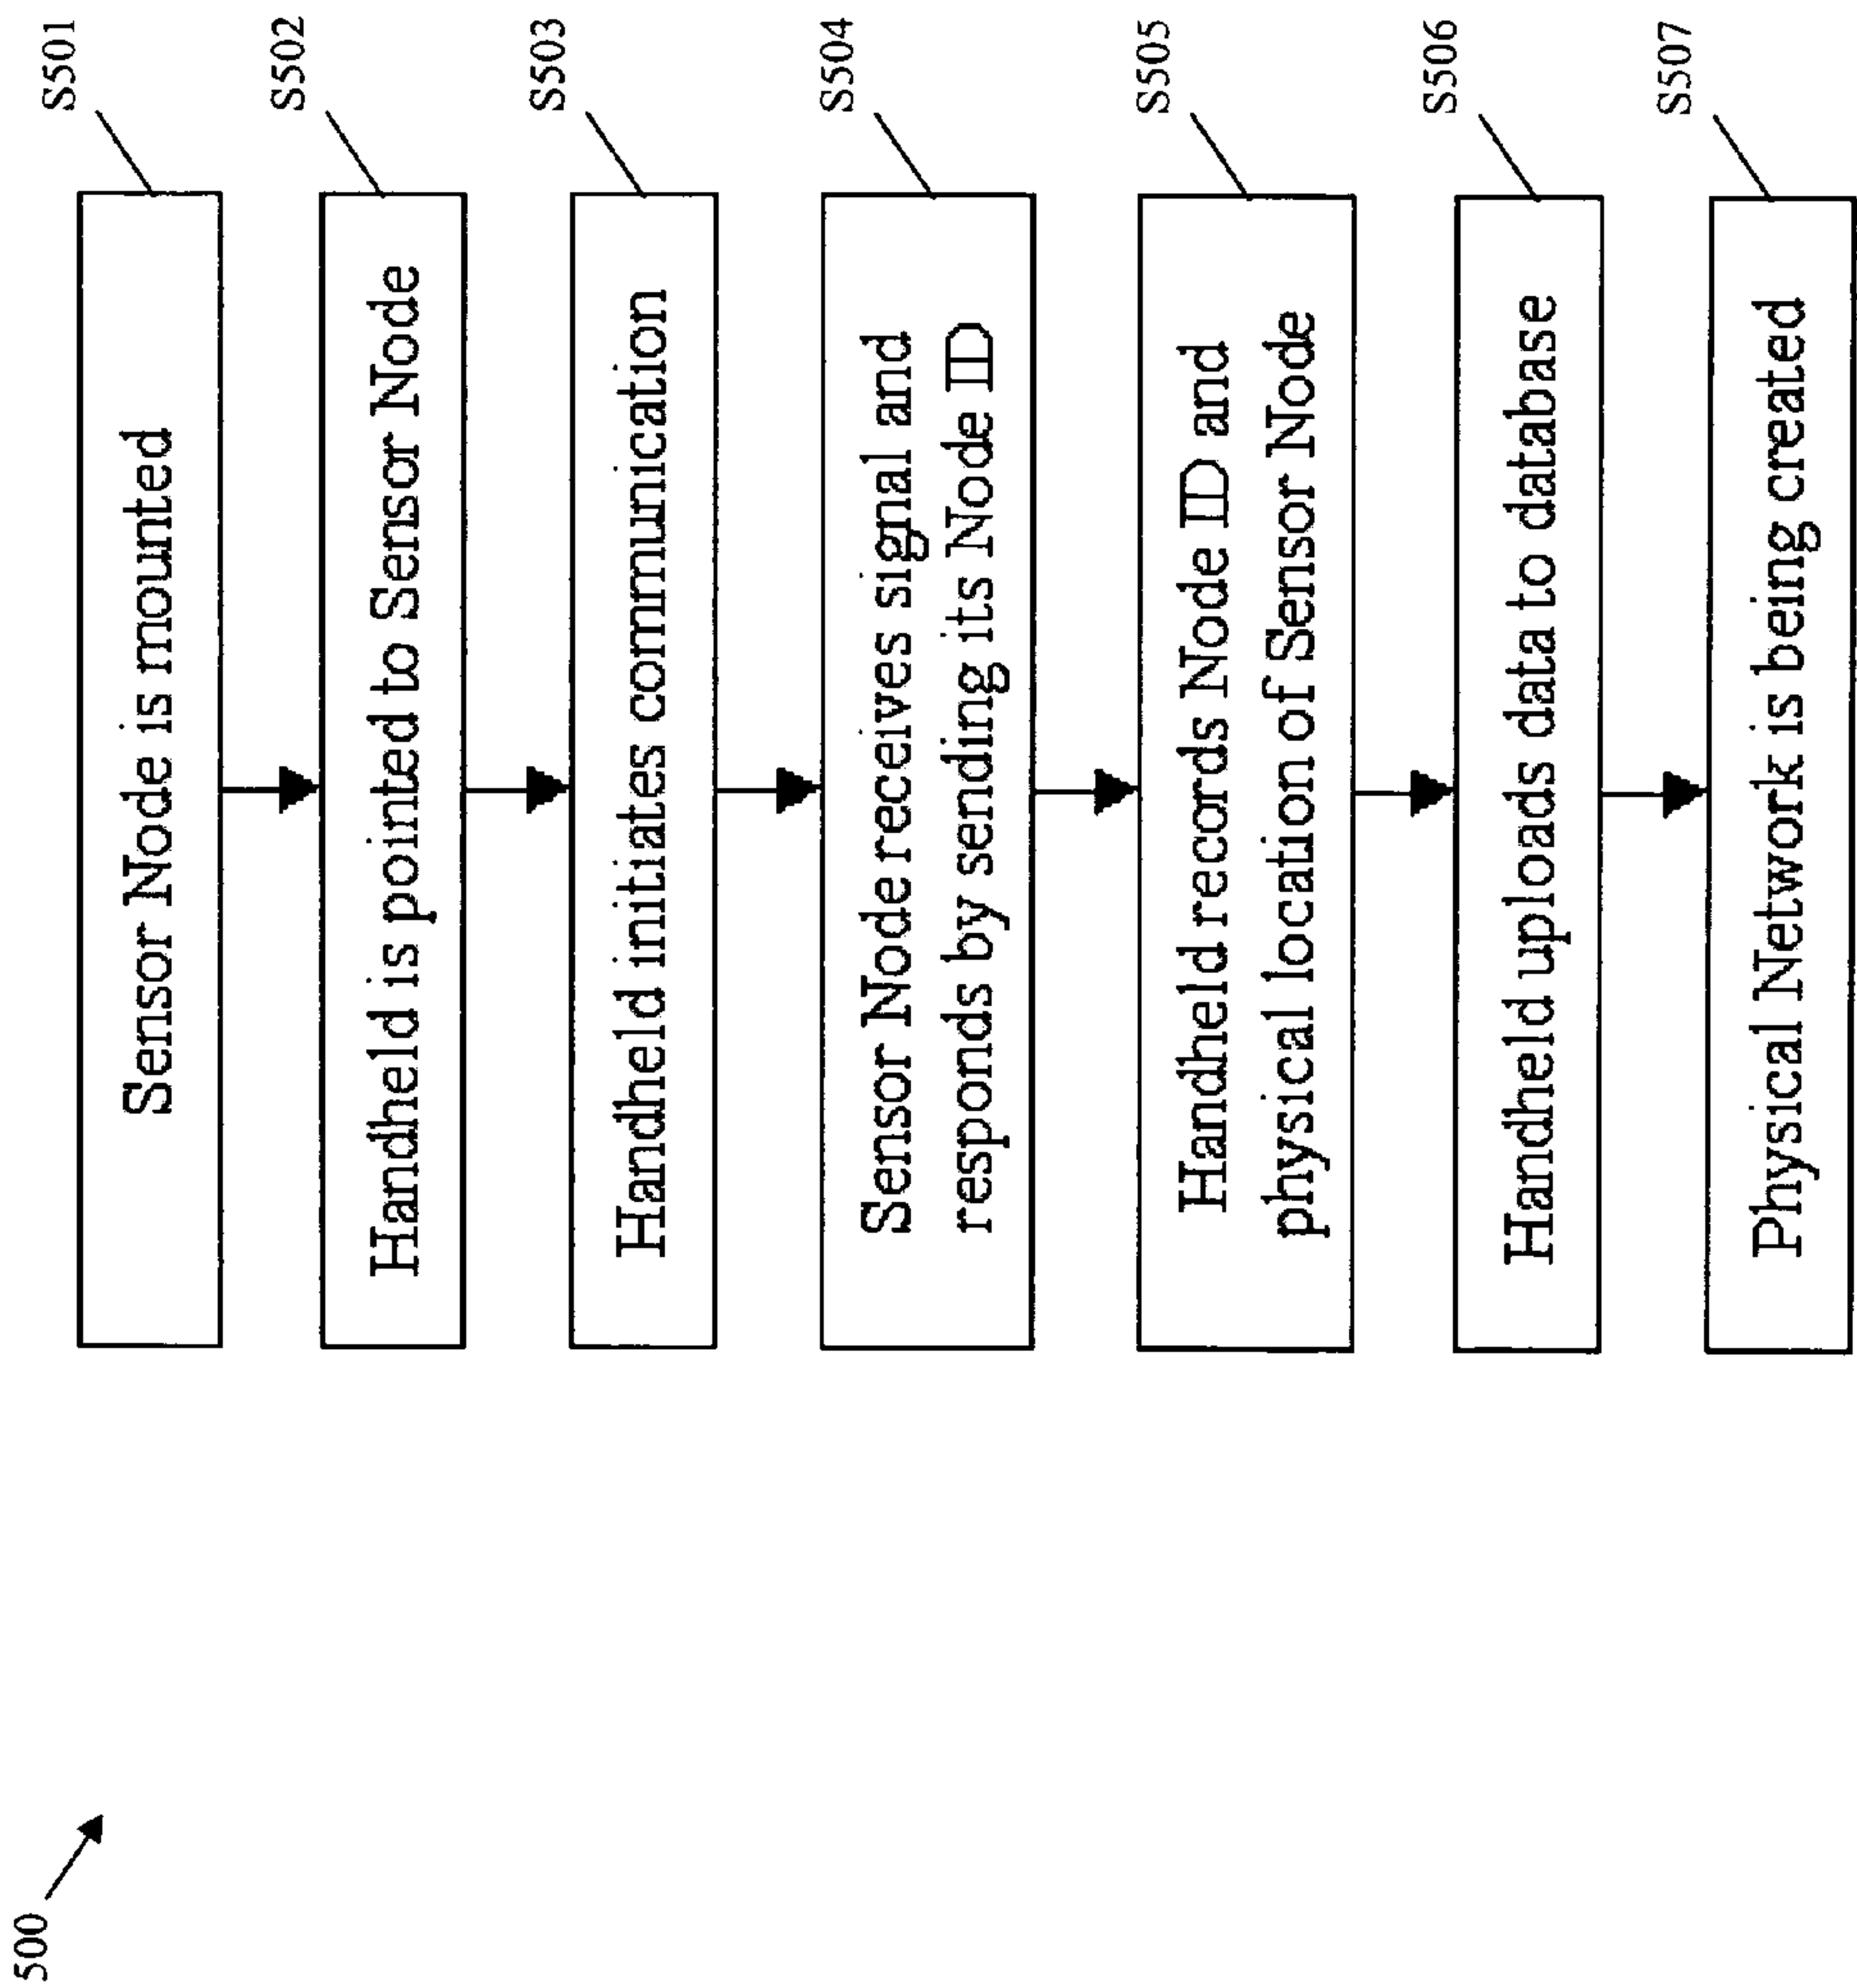 500
S501
Sensor Node is mounted
S502
Handheld is pointed to Sensor Node
S503
Handheld initiates communication
S504
Sensor Node receives signal and
responds by sending its Node ID
S505
Handheld records Node ID and
physical location of Sensor Node
S506
Handheld uploads data to database
S507
Physical Network is being created